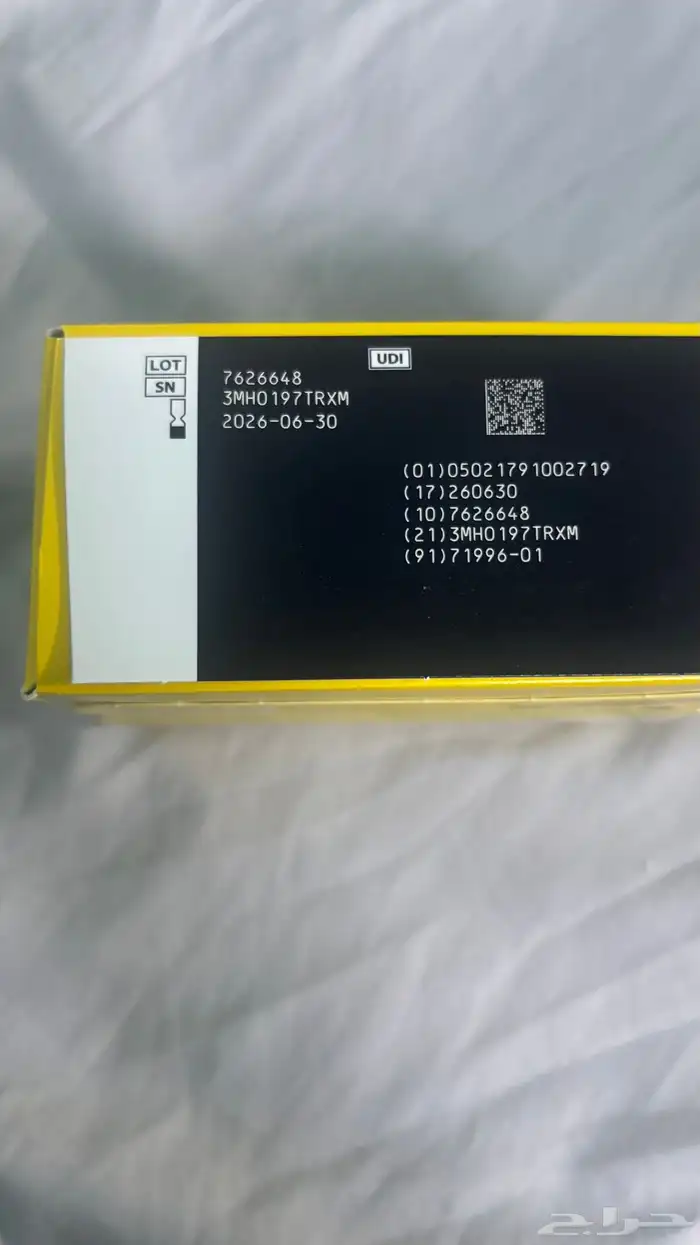 LOT
SN
7626648
3MH0197TRXM
2026-06-30
UDI
(01)05021791002719
(17)260630
(10)7626648
(21)3MH0197TRXM
(91)71996-01
حراج